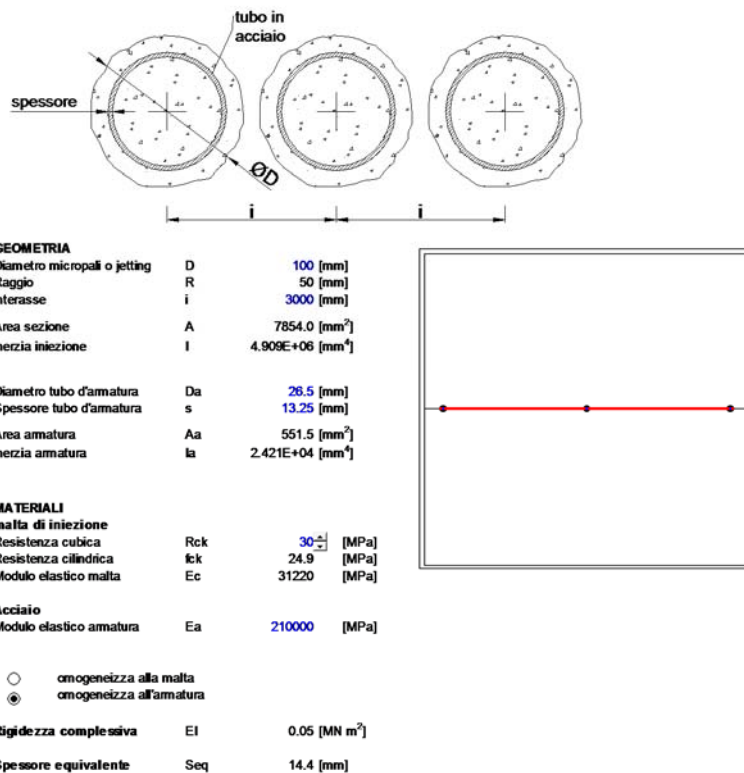 tubo in
acciaio
spessore
ØD
i i
GEOMETRIA
Diametro micropali o jetting D 100 [mm]
Raggio R 50 [mm]
nterasse i 3000 [mm]
Area sezione A 7854.0 [mm²]
nerzia iniezione I 4.909E+06 [mm⁴]
Diametro tubo d'armatura Da 26.5 [mm]
Spessore tubo d'armatura s 13.25 [mm]
Area armatura Aa 551.5 [mm²]
nerzia armatura Ia 2.421E+04 [mm⁴]
MATERIALI
malta di iniezione
Resistenza cubica Rck 30 [MPa]
Resistenza cilindrica fck 24.9 [MPa]
Modulo elastico malta Ec 31220 [MPa]
Acciaio
Modulo elastico armatura Ea 210000 [MPa]
omogeneizza alla malta
omogeneizza all'armatura
Rigidezza complessiva EI 0.05 [MN m²]
Spessore equivalente Seq 14.4 [mm]